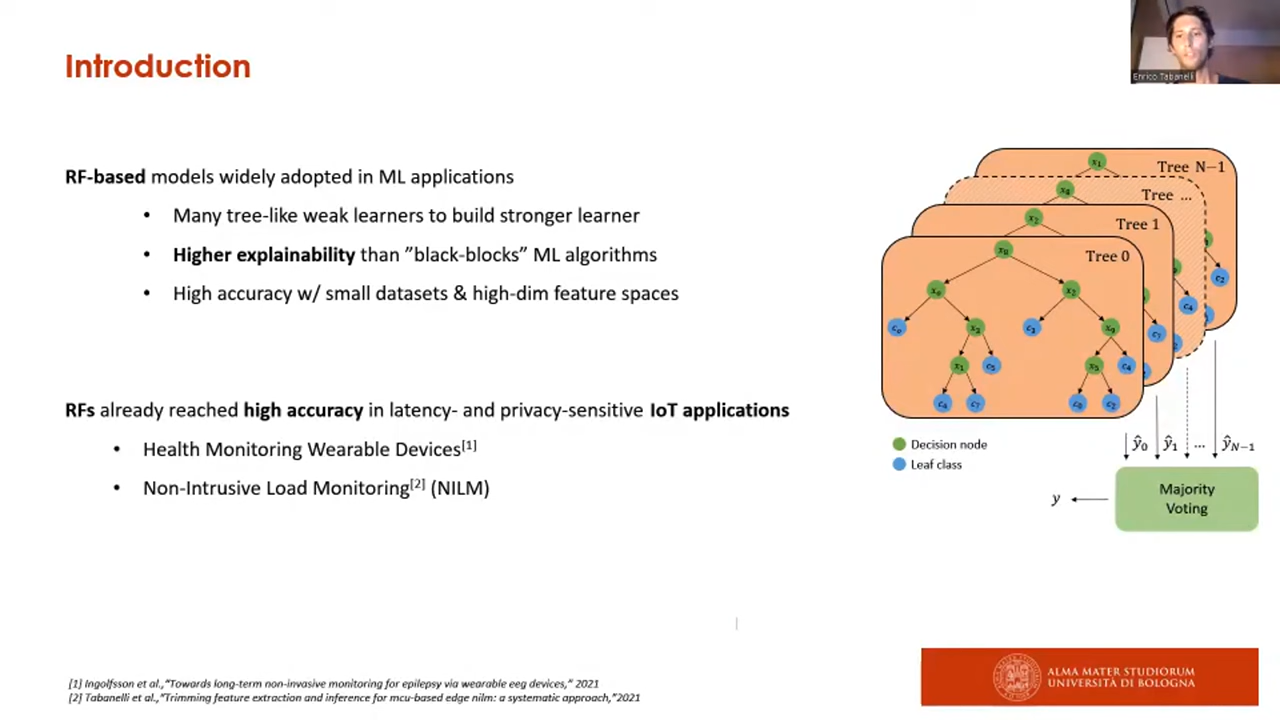 Introduction
Enrico Tabanelli
RF-based models widely adopted in ML applications
• Many tree-like weak learners to build stronger learner
• Higher explainability than ”black-blocks” ML algorithms
• High accuracy w/ small datasets & high-dim feature spaces
RFs already reached high accuracy in latency- and privacy-sensitive IoT applications
• Health Monitoring Wearable Devices[1]
• Non-Intrusive Load Monitoring[2] (NILM)
Tree N−1
Tree ...
Tree 1
Tree 0
Decision node
Leaf class
ŷ0 ŷ1 ... ŷN−1
Majority
Voting
y
[1] Ingolfsson et al.,“Towards long-term non-invasive monitoring for epilepsy via wearable eeg devices,” 2021
[2] Tabanelli et al.,“Trimming feature extraction and inference for mcu-based edge nilm: a systematic approach,”2021
ALMA MATER STUDIORUM
UNIVERSITÀ DI BOLOGNA